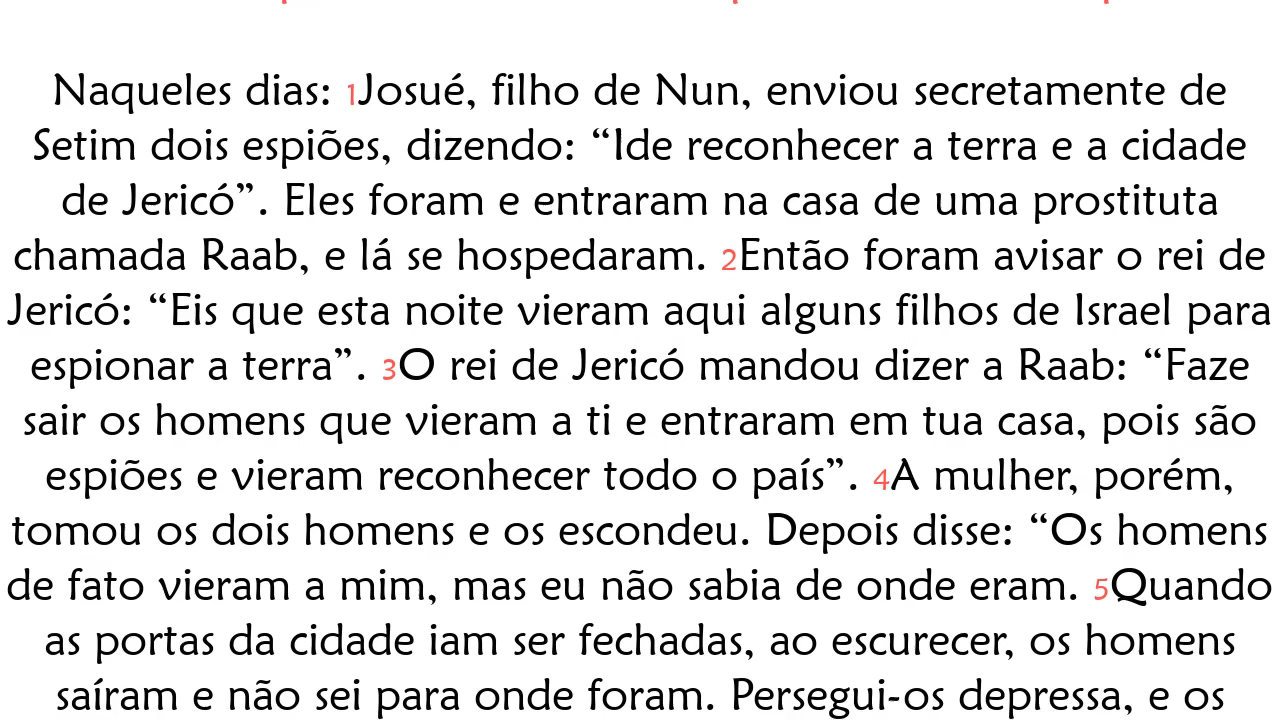 Naqueles dias: 1Josué, filho de Nun, enviou secretamente de
Setim dois espiões, dizendo: “Ide reconhecer a terra e a cidade
de Jericó”. Eles foram e entraram na casa de uma prostituta
chamada Raab, e lá se hospedaram. 2Então foram avisar o rei de
Jericó: “Eis que esta noite vieram aqui alguns filhos de Israel para
espionar a terra”. 3O rei de Jericó mandou dizer a Raab: “Faze
sair os homens que vieram a ti e entraram em tua casa, pois são
espiões e vieram reconhecer todo o país”. 4A mulher, porém,
tomou os dois homens e os escondeu. Depois disse: “Os homens
de fato vieram a mim, mas eu não sabia de onde eram. 5Quando
as portas da cidade iam ser fechadas, ao escurecer, os homens
saíram e não sei para onde foram. Persegui-os depressa, e os